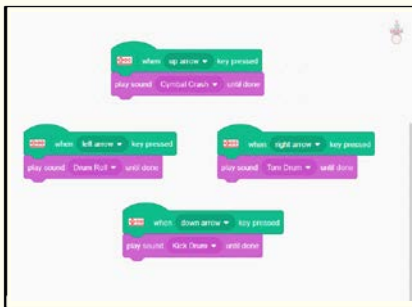 when up arrow key pressed
play sound Cymbal Crash until done
when left arrow key pressed
play sound Drum Roll until done
when right arrow key pressed
play sound Tom Drum until done
when down arrow key pressed
play sound Kick Drum until done